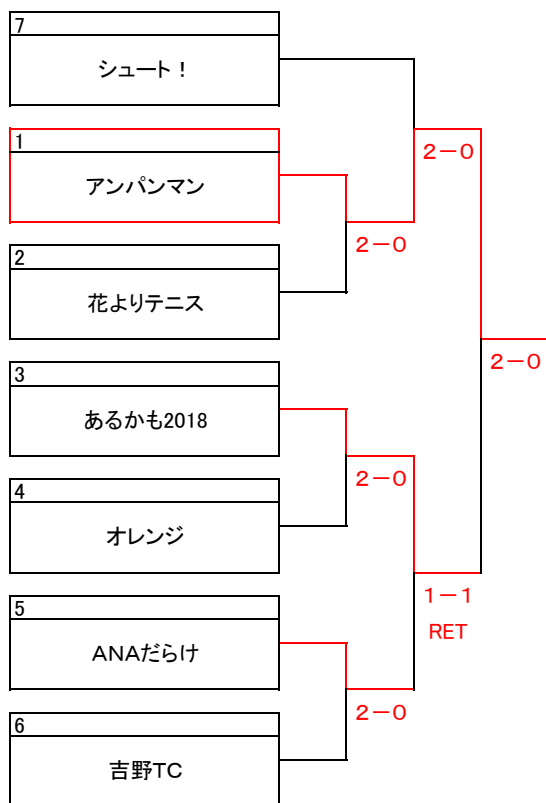 7
シュート！
1
アンパンマン
2－0
2－0
2
花よりテニス
2－0
3
あるかも2018
4
オレンジ
2－0
5
ANAだらけ
1－1
RET
2－0
6
吉野TC